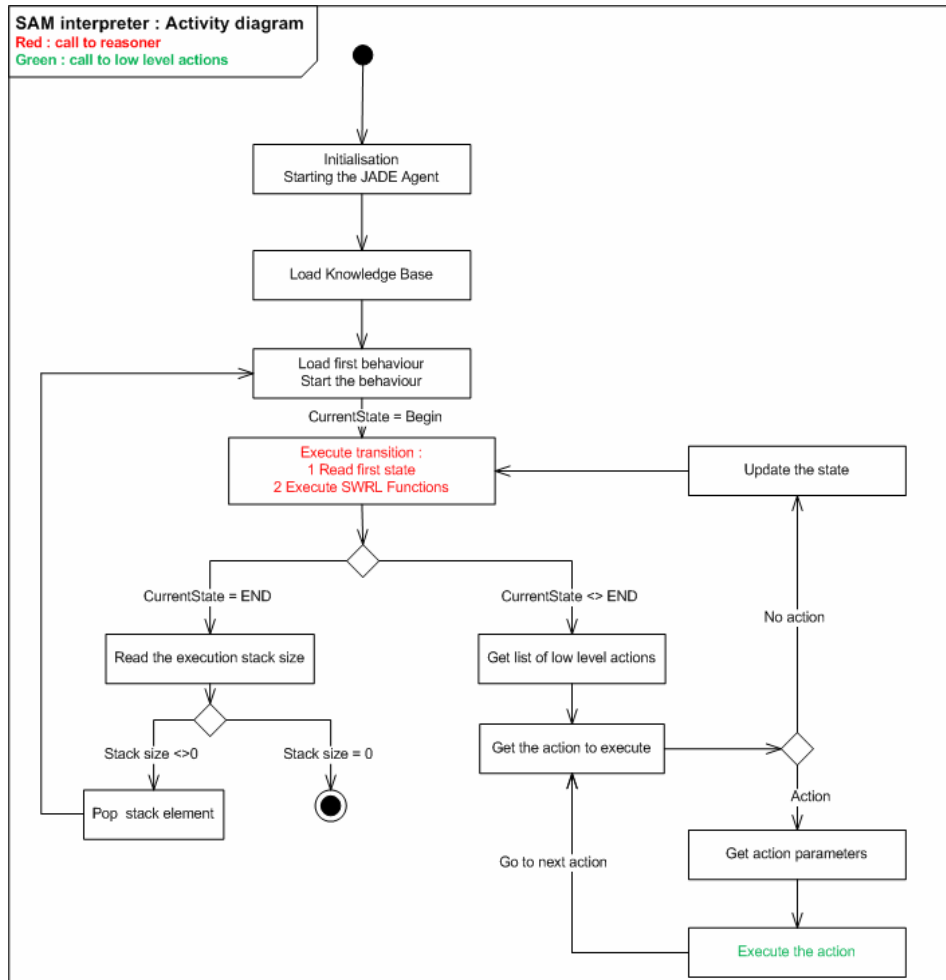 SAM interpreter : Activity diagram
Red : call to reasoner
Green : call to low level actions
Initialisation
Starting the JADE Agent
Load Knowledge Base
Load first behaviour
Start the behaviour
CurrentState = Begin
Execute transition :
1 Read first state
2 Execute SWRL Functions
Update the state
CurrentState = END
CurrentState <> END
No action
Read the execution stack size
Get list of low level actions
Get the action to execute
Stack size <>0
Stack size = 0
Action
Pop stack element
Get action parameters
Go to next action
Execute the action